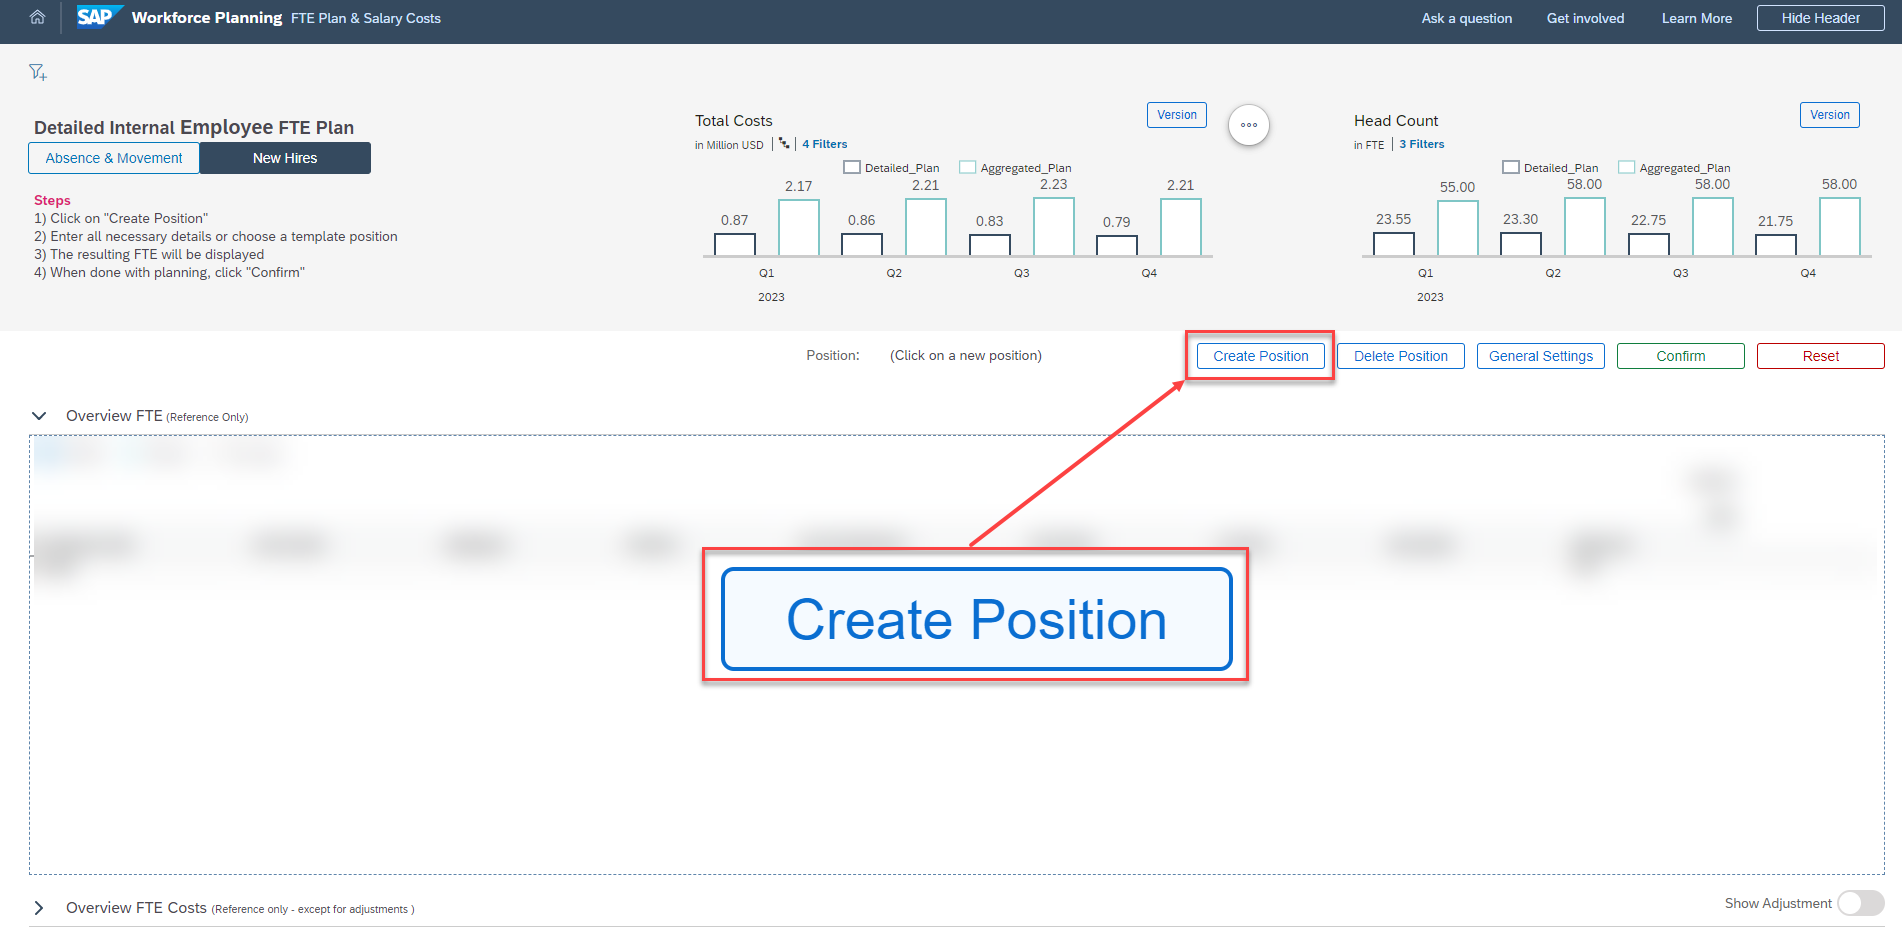 SAP Workforce Planning FTE Plan & Salary Costs Ask a question Get involved Learn More Hide Header
Detailed Internal Employee FTE Plan
Absence & Movement New Hires
Steps
1) Click on "Create Position"
2) Enter all necessary details or choose a template position
3) The resulting FTE will be displayed
4) When done with planning, click "Confirm"
Total Costs Version
in Million USD 4 Filters
Detailed_Plan Aggregated_Plan
0.87 2.17 0.86 2.21 0.83 2.23 0.79 2.21
Q1 Q2 Q3 Q4
2023
Head Count Version
in FTE 3 Filters
Detailed_Plan Aggregated_Plan
23.55 55.00 23.30 58.00 22.75 58.00 21.75 58.00
Q1 Q2 Q3 Q4
2023
Position: (Click on a new position) Create Position Delete Position General Settings Confirm Reset
Overview FTE (Reference Only)
Create Position
Overview FTE Costs (Reference only - except for adjustments ) Show Adjustment